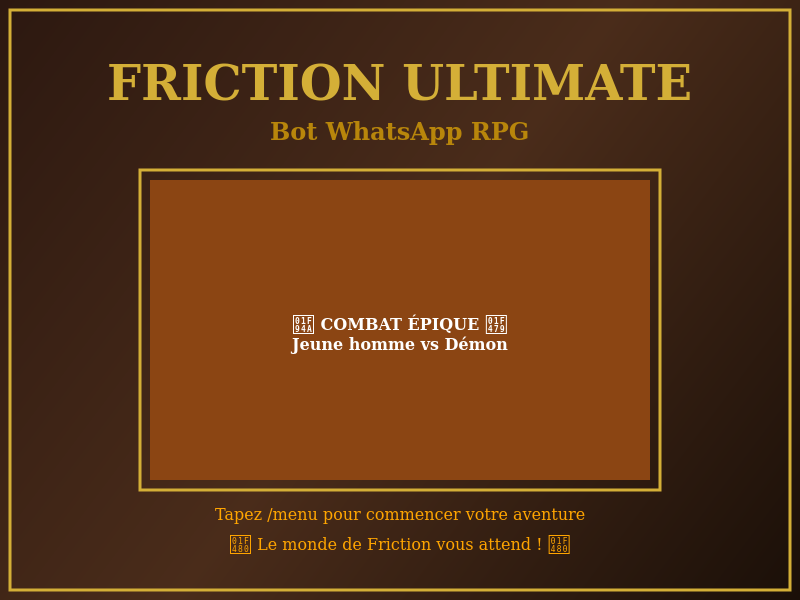 FRICTION ULTIMATE
Bot WhatsApp RPG
🥊 COMBAT ÉPIQUE 👹
Jeune homme vs Démon
Tapez /menu pour commencer votre aventure
💀 Le monde de Friction vous attend ! 💀